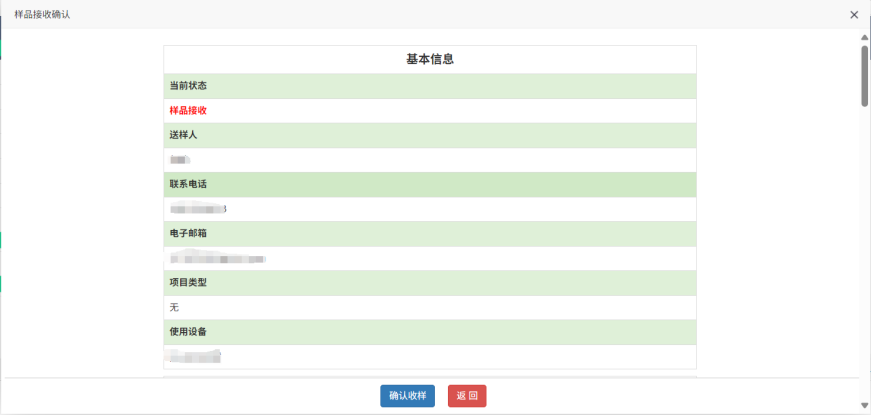 样品接收确认
基本信息
当前状态
样品接收
送样人
联系电话
电子邮箱
项目类型
无
使用设备
确认收样
返 回